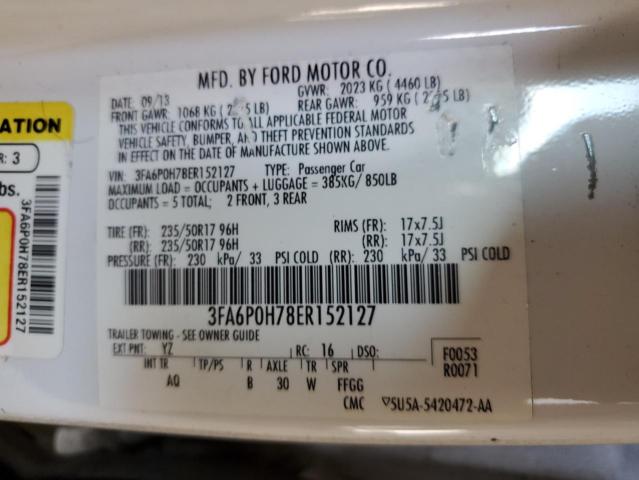 MFD. BY FORD MOTOR CO.
DATE: 09/13 GVWR: 2023 KG ( 4460 LB)
FRONT GAWR: 1068 KG ( LB) REAR GAWR: 959 KG ( LB)
THIS VEHICLE CONFORMS TO ALL APPLICABLE FEDERAL MOTOR
VEHICLE SAFETY, BUMPER, AND THEFT PREVENTION STANDARDS
IN EFFECT ON THE DATE OF MANUFACTURE SHOWN ABOVE.
VIN: 3FA6P0H78ER152127 TYPE: Passenger Car
MAXIMUM LOAD = OCCUPANTS + LUGGAGE = 385KG/ 850LB
OCCUPANTS = 5 TOTAL; 2 FRONT, 3 REAR
TIRE (FR): 235/50R17 96H RIMS (FR): 17x7.5J
(RR): 235/50R17 96H (RR): 17x7.5J
PRESSURE (FR): 230 kPa/ 33 PSI COLD (RR): 230 kPa/ 33 PSI COLD
3FA6P0H78ER152127
TRAILER TOWING - SEE OWNER GUIDE
EXT PNT: YZ RC: 16 DSO: F0053
R0071
INT TR TP/PS R AXLE TR SPR
AQ B 30 W FFGG
CMC 5U5A-5420472-AA
ATION
R: 3
bs.
3FA6P0H78ER152127